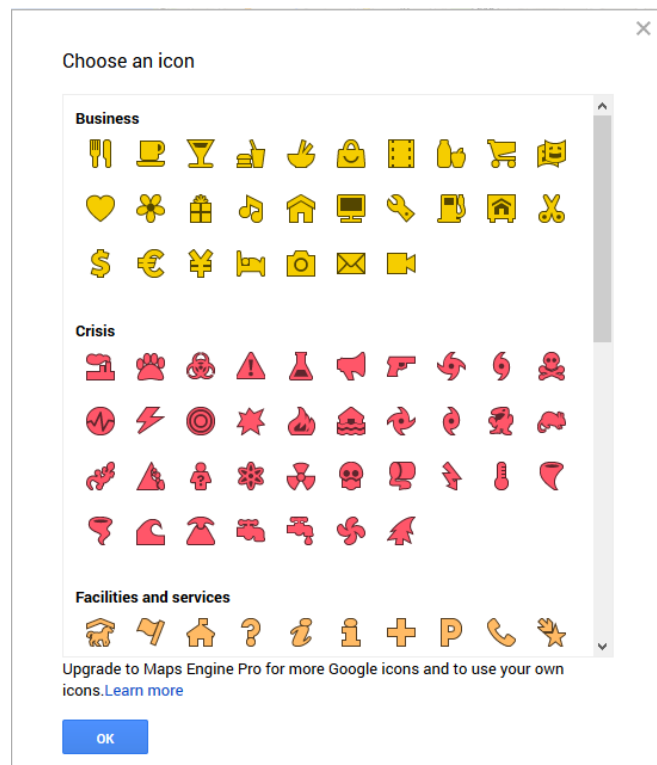 Choose an icon
Business
Crisis
Facilities and services
Upgrade to Maps Engine Pro for more Google icons and to use your own
icons.Learn more
OK